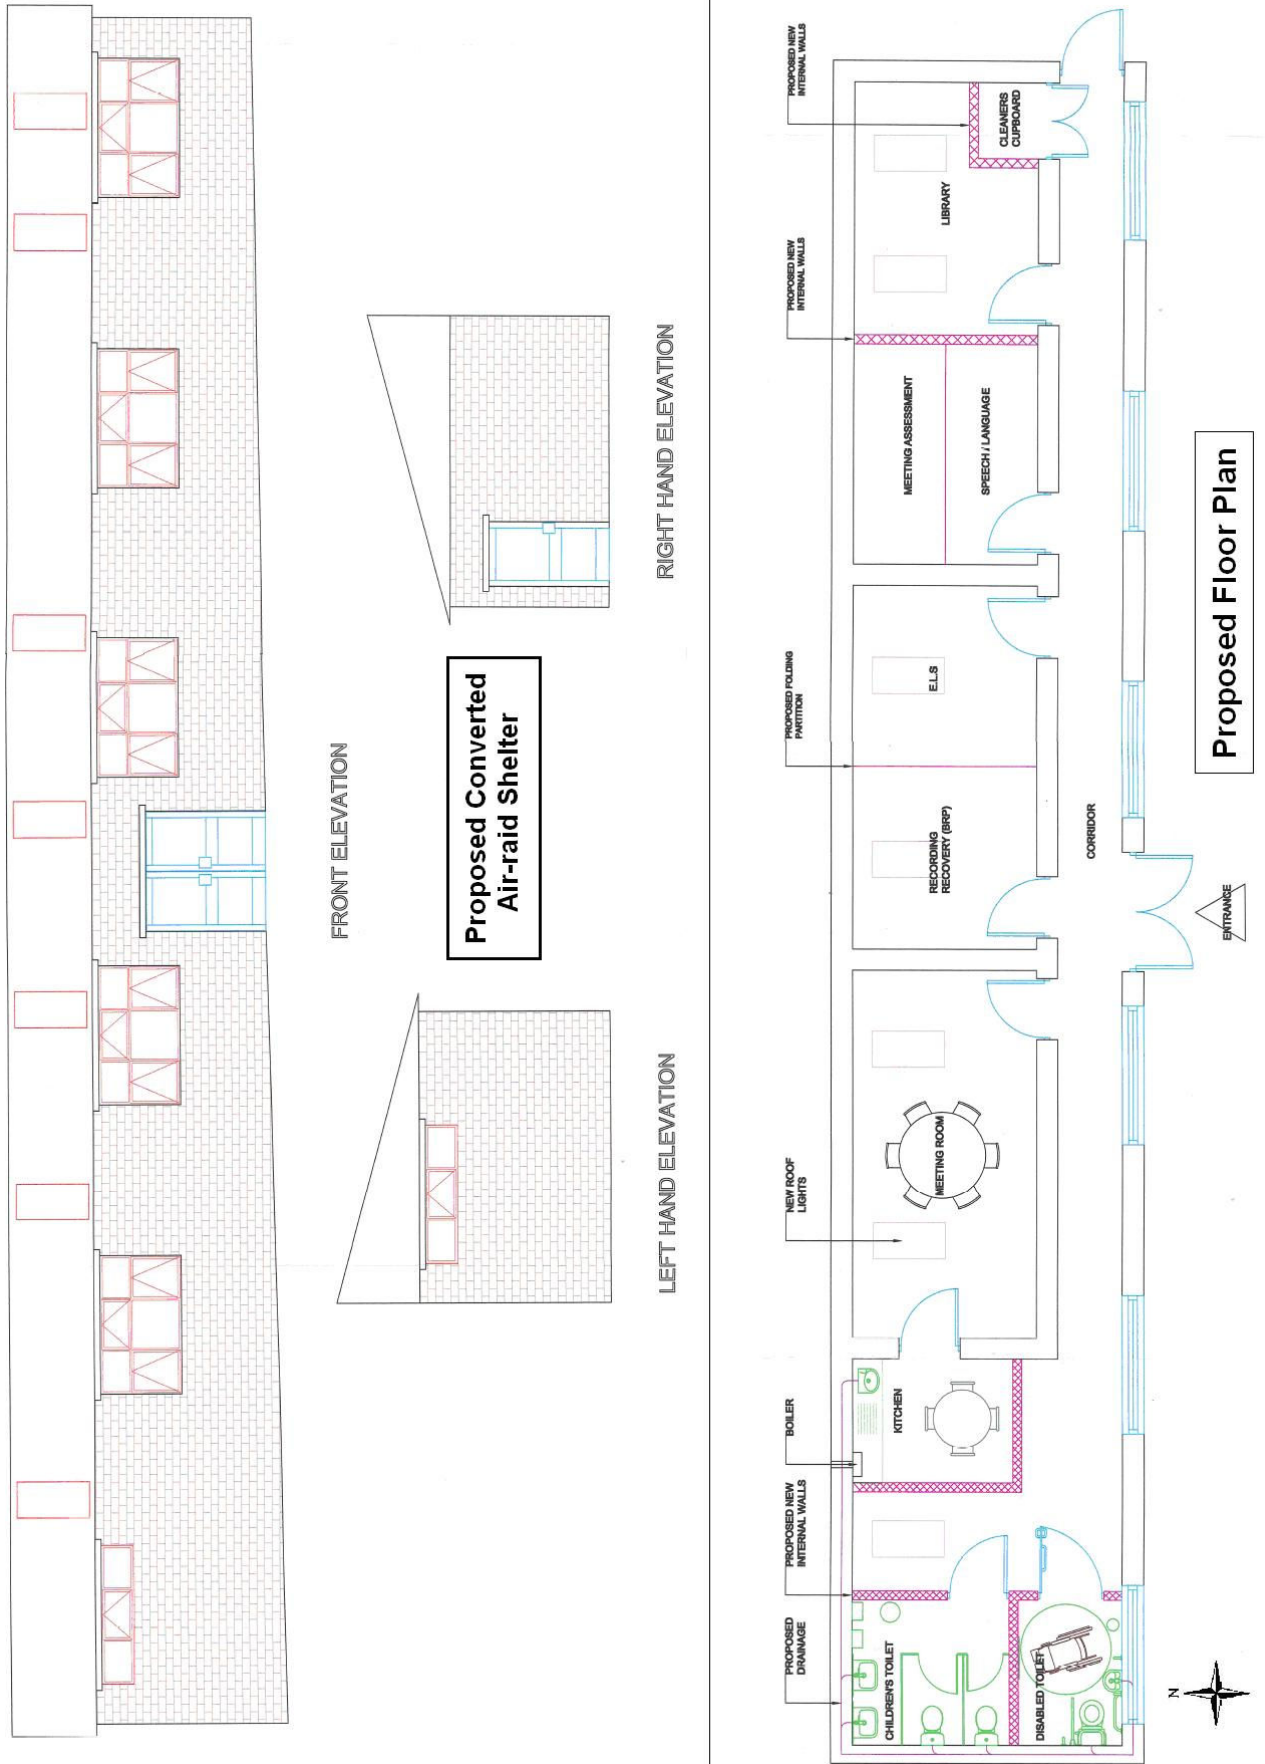 FRONT ELEVATION
LEFT HAND ELEVATION
Proposed Converted
Air-raid Shelter
RIGHT HAND ELEVATION
PROPOSED
DRAINAGE
PROPOSED NEW
INTERNAL WALLS
BOILER
NEW ROOF
LIGHTS
PROPOSED FOLDING
PARTITION
PROPOSED NEW
INTERNAL WALLS
PROPOSED NEW
INTERNAL WALLS
CHILDREN'S TOILET
KITCHEN
MEETING ROOM
RECORDING
RECOVERY (BRP)
E.L.S
MEETING ASSESSMENT
SPEECH / LANGUAGE
LIBRARY
CLEANERS
CUPBOARD
DISABLED TOILET
CORRIDOR
ENTRANCE
N
Proposed Floor Plan